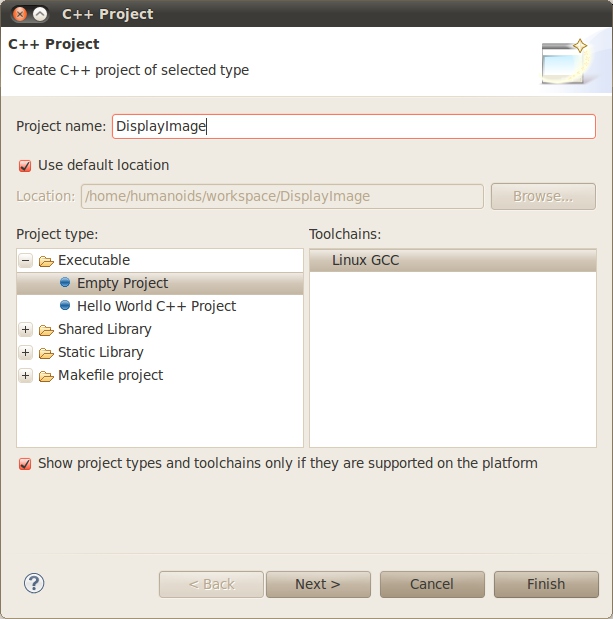 C++ Project
C++ Project
Create C++ project of selected type
Project name: DisplayImage
Use default location
Location: /home/humanoids/workspace/DisplayImage Browse...
Project type: Toolchains:
Executable Linux GCC
Empty Project
Hello World C++ Project
Shared Library
Static Library
Makefile project
Show project types and toolchains only if they are supported on the platform
? < Back Next > Cancel Finish